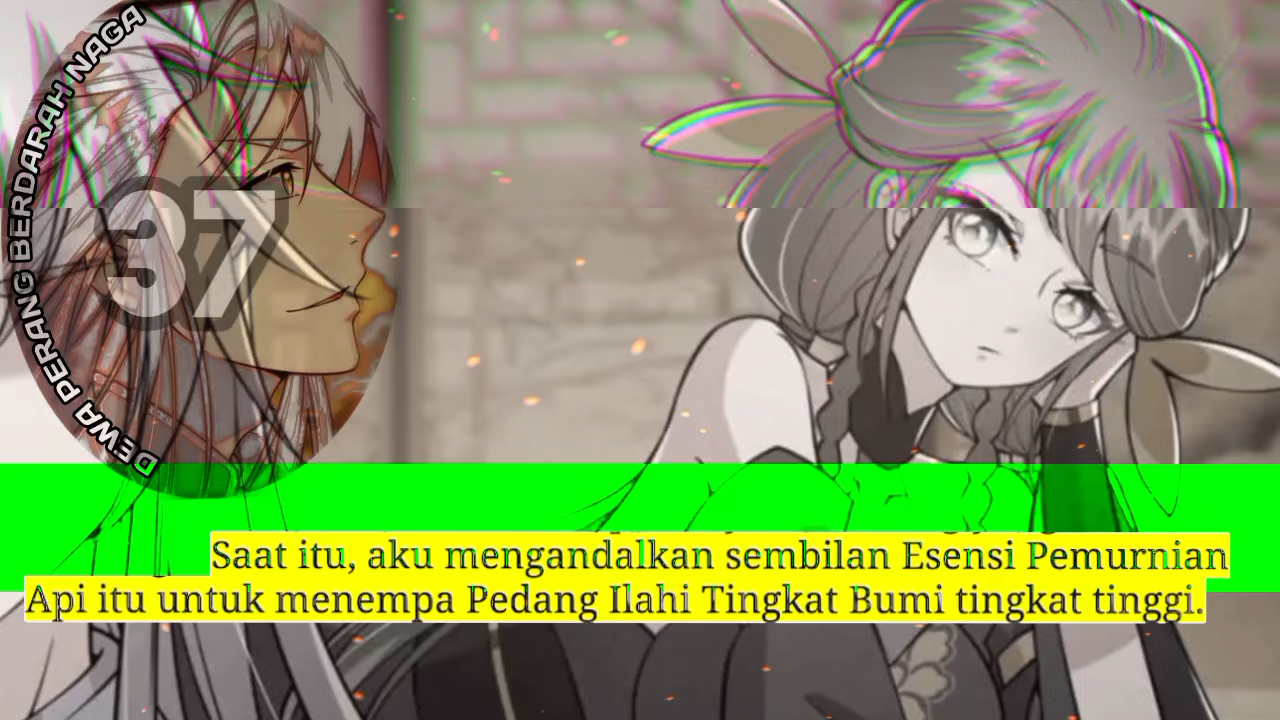 DEWA PERANG BERDARAH NAGA
37
Saat itu, aku mengandalkan sembilan Esensi Pemurnian
Api itu untuk menempa Pedang Ilahi Tingkat Bumi tingkat tinggi.